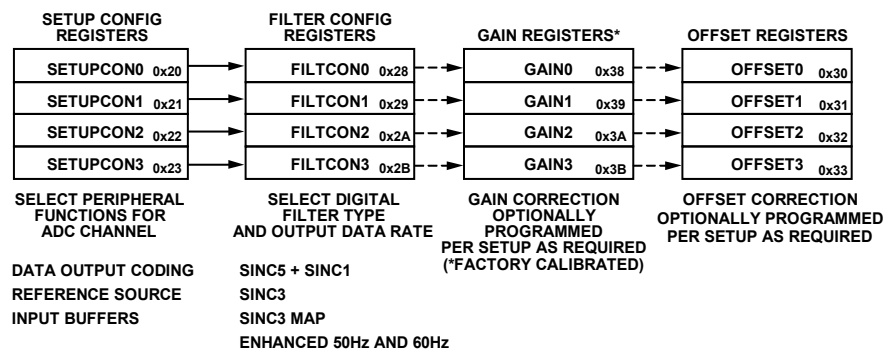 SETUP CONFIG
REGISTERS
SETUPCON0 0x20
SETUPCON1 0x21
SETUPCON2 0x22
SETUPCON3 0x23
SELECT PERIPHERAL
FUNCTIONS FOR
ADC CHANNEL
DATA OUTPUT CODING
REFERENCE SOURCE
INPUT BUFFERS
FILTER CONFIG
REGISTERS
FILTCON0 0x28
FILTCON1 0x29
FILTCON2 0x2A
FILTCON3 0x2B
SELECT DIGITAL
FILTER TYPE
AND OUTPUT DATA RATE
SINC5 + SINC1
SINC3
SINC3 MAP
ENHANCED 50Hz AND 60Hz
GAIN REGISTERS*
GAIN0 0x38
GAIN1 0x39
GAIN2 0x3A
GAIN3 0x3B
GAIN CORRECTION
OPTIONALLY
PROGRAMMED
PER SETUP AS REQUIRED
(*FACTORY CALIBRATED)
OFFSET REGISTERS
OFFSET0 0x30
OFFSET1 0x31
OFFSET2 0x32
OFFSET3 0x33
OFFSET CORRECTION
OPTIONALLY PROGRAMMED
PER SETUP AS REQUIRED